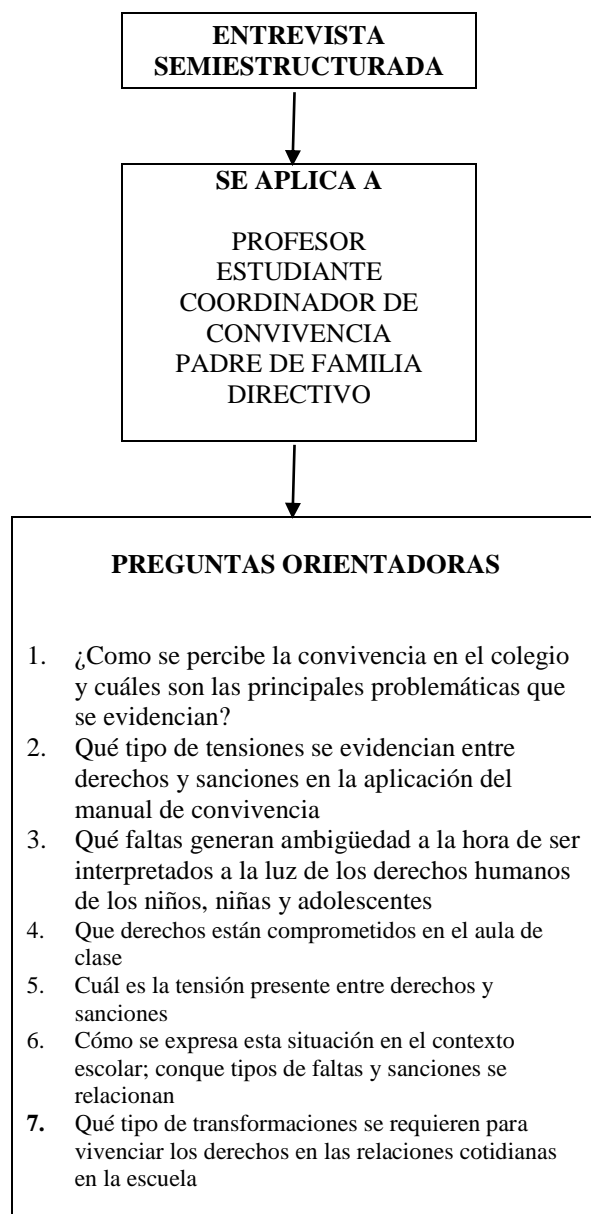 ENTREVISTA
SEMIESTRUCTURADA
SE APLICA A
PROFESOR
ESTUDIANTE
COORDINADOR DE
CONVIVENCIA
PADRE DE FAMILIA
DIRECTIVO
PREGUNTAS ORIENTADORAS
1. ¿Como se percibe la convivencia en el colegio
y cuáles son las principales problemáticas que
se evidencian?
2. Qué tipo de tensiones se evidencian entre
derechos y sanciones en la aplicación del
manual de convivencia
3. Qué faltas generan ambigüedad a la hora de ser
interpretados a la luz de los derechos humanos
de los niños, niñas y adolescentes
4. Que derechos están comprometidos en el aula de
clase
5. Cuál es la tensión presente entre derechos y
sanciones
6. Cómo se expresa esta situación en el contexto
escolar; conque tipos de faltas y sanciones se
relacionan
7. Qué tipo de transformaciones se requieren para
vivenciar los derechos en las relaciones cotidianas
en la escuela